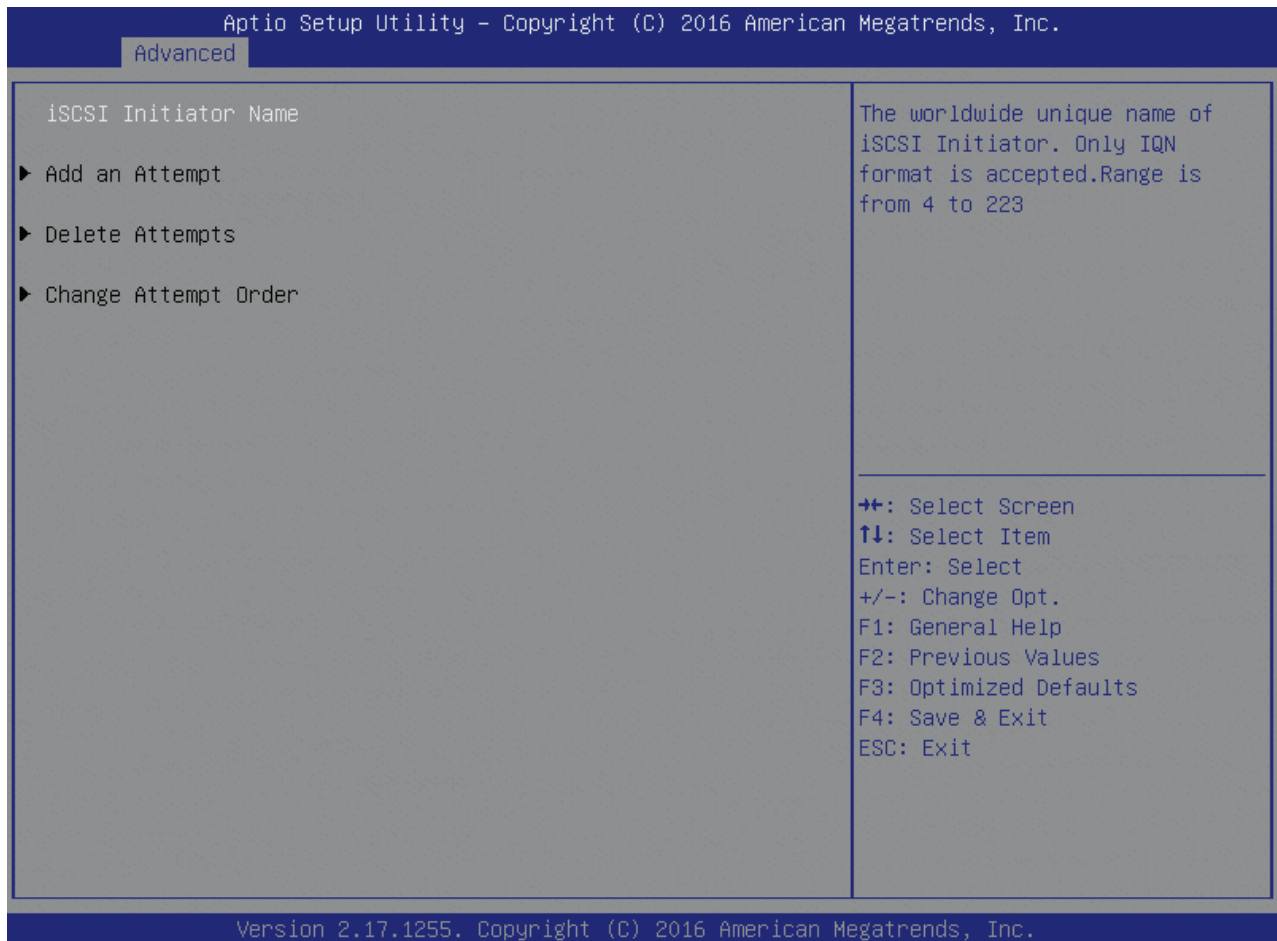 Aptio Setup Utility – Copyright (C) 2016 American Megatrends, Inc.
Advanced
iSCSI Initiator Name
▶ Add an Attempt
▶ Delete Attempts
▶ Change Attempt Order
The worldwide unique name of
iSCSI Initiator. Only IQN
format is accepted.Range is
from 4 to 223
→←: Select Screen
↑↓: Select Item
Enter: Select
+/-: Change Opt.
F1: General Help
F2: Previous Values
F3: Optimized Defaults
F4: Save & Exit
ESC: Exit
Version 2.17.1255. Copyright (C) 2016 American Megatrends, Inc.